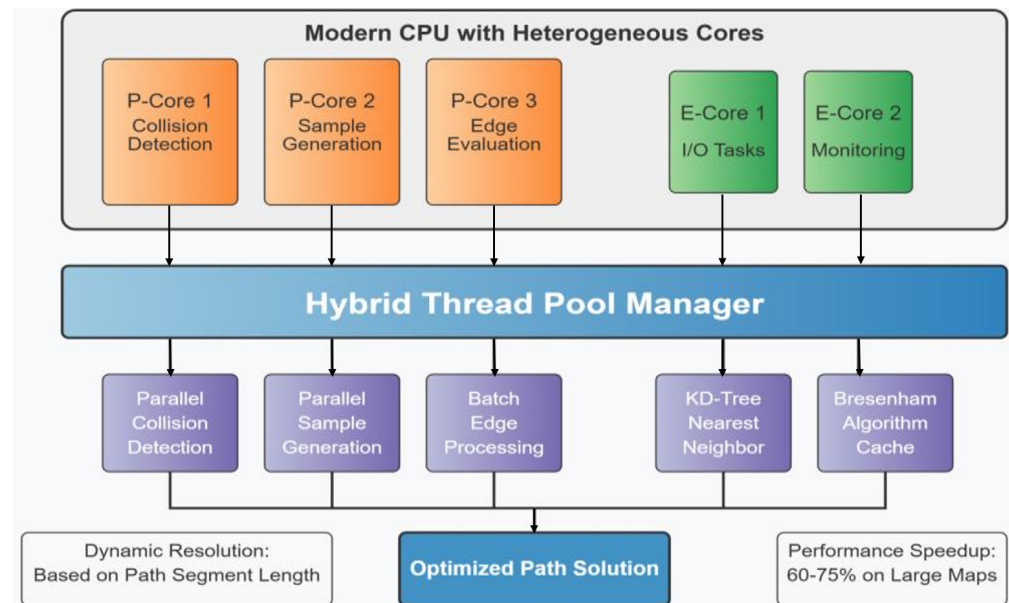 Modern CPU with Heterogeneous Cores
P-Core 1
Collision
Detection
P-Core 2
Sample
Generation
P-Core 3
Edge
Evaluation
E-Core 1
I/O Tasks
E-Core 2
Monitoring
Hybrid Thread Pool Manager
Parallel
Collision
Detection
Parallel
Sample
Generation
Batch
Edge
Processing
KD-Tree
Nearest
Neighbor
Bresenham
Algorithm
Cache
Dynamic Resolution:
Based on Path Segment Length
Optimized Path Solution
Performance Speedup:
60-75% on Large Maps